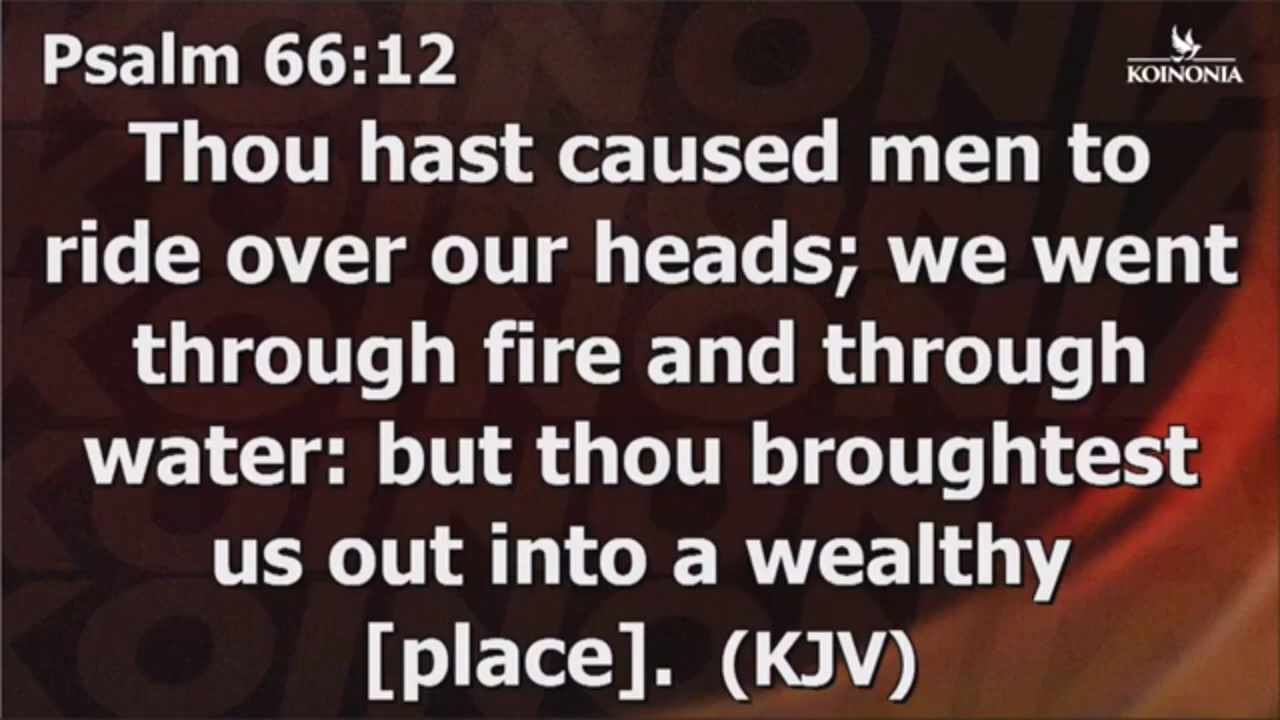 Psalm 66:12
KOINONIA
Thou hast caused men to
ride over our heads; we went
through fire and through
water: but thou broughtest
us out into a wealthy
[place]. (KJV)